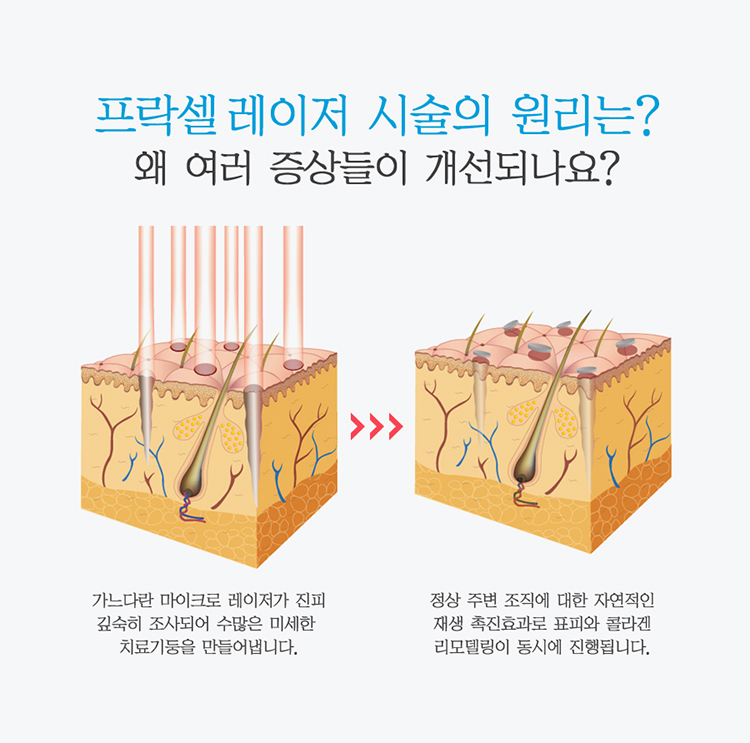 프락셀 레이저 시술의 원리는?
왜 여러 증상들이 개선되나요?
가느다란 마이크로 레이저가 진피
깊숙히 조사되어 수많은 미세한
치료기둥을 만들어냅니다.
정상 주변 조직에 대한 자연적인
재생 촉진효과로 표피와 콜라겐
리모델링이 동시에 진행됩니다.